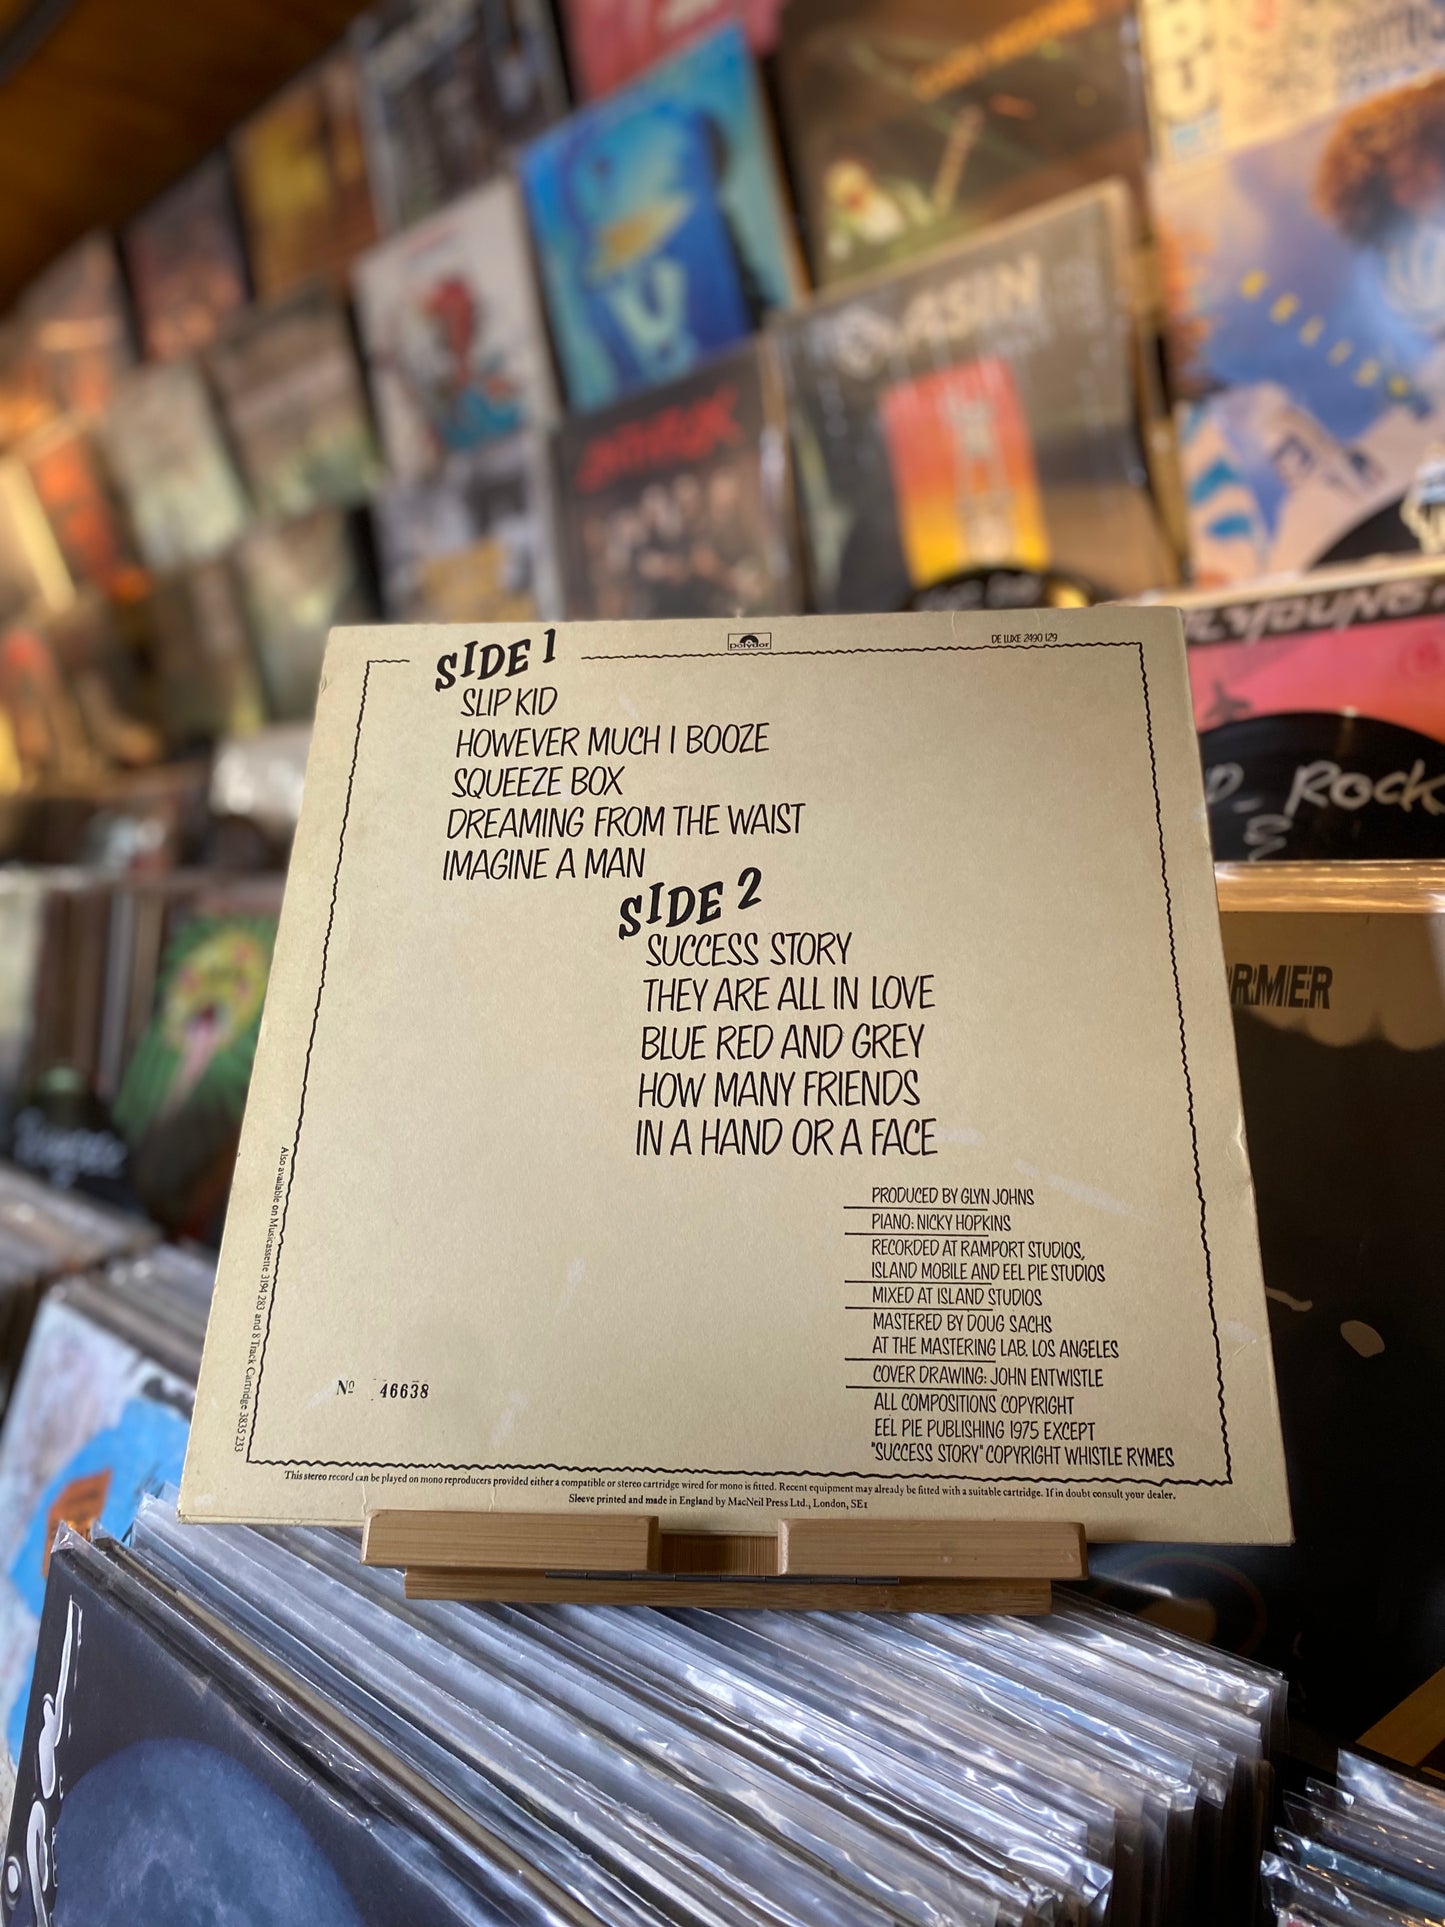 SIDE 1
polydor
DE LUXE 2490 129
SLIP KID
HOWEVER MUCH I BOOZE
SQUEEZE BOX
DREAMING FROM THE WAIST
IMAGINE A MAN
SIDE 2
SUCCESS STORY
THEY ARE ALL IN LOVE
BLUE RED AND GREY
HOW MANY FRIENDS
IN A HAND OR A FACE
PRODUCED BY GLYN JOHNS
PIANO: NICKY HOPKINS
RECORDED AT RAMPORT STUDIOS,
ISLAND MOBILE AND EEL PIE STUDIOS
MIXED AT ISLAND STUDIOS
MASTERED BY DOUG SACHS
AT THE MASTERING LAB. LOS ANGELES
COVER DRAWING: JOHN ENTWISTLE
ALL COMPOSITIONS COPYRIGHT
EEL PIE PUBLISHING 1975 EXCEPT
"SUCCESS STORY" COPYRIGHT WHISTLE RYMES
Nº 46638
Also available on Musicassette 3194 283 and 8 Track Cartridge 3835 233
This stereo record can be played on mono reproducers provided either a compatible or stereo cartridge wired for mono is fitted. Recent equipment may already be fitted with a suitable cartridge. If in doubt consult your dealer.
Sleeve printed and made in England by MacNeil Press Ltd., London, SE1
YOUNG
Rock
RMER